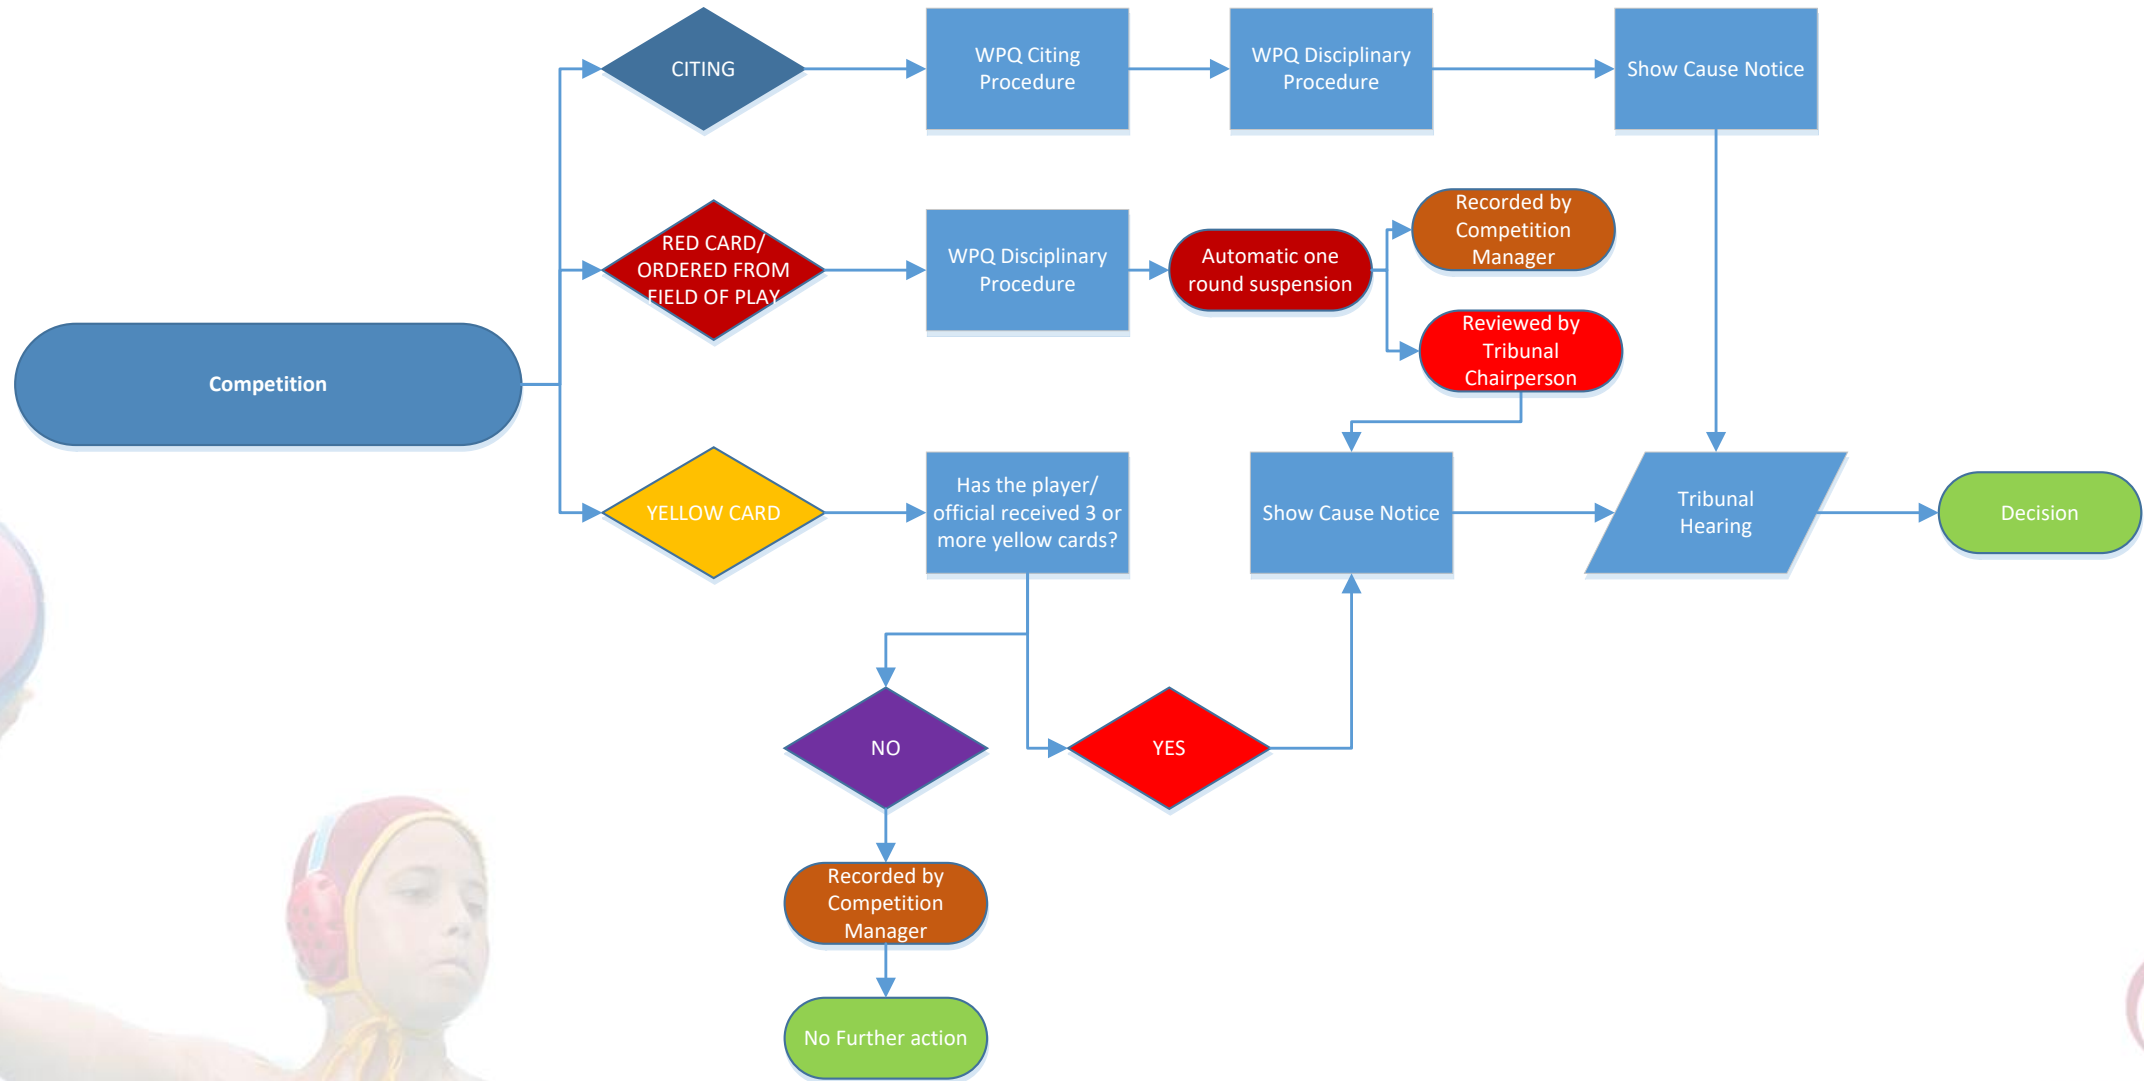 CITING
WPQ Citing
Procedure
WPQ Disciplinary
Procedure
Show Cause Notice
RED CARD/
ORDERED FROM
FIELD OF PLAY
WPQ Disciplinary
Procedure
Automatic one
round suspension
Recorded by
Competition
Manager
Reviewed by
Tribunal
Chairperson
Competition
YELLOW CARD
Has the player/
official received 3 or
more yellow cards?
Show Cause Notice
Tribunal
Hearing
Decision
NO
YES
Recorded by
Competition
Manager
No Further action